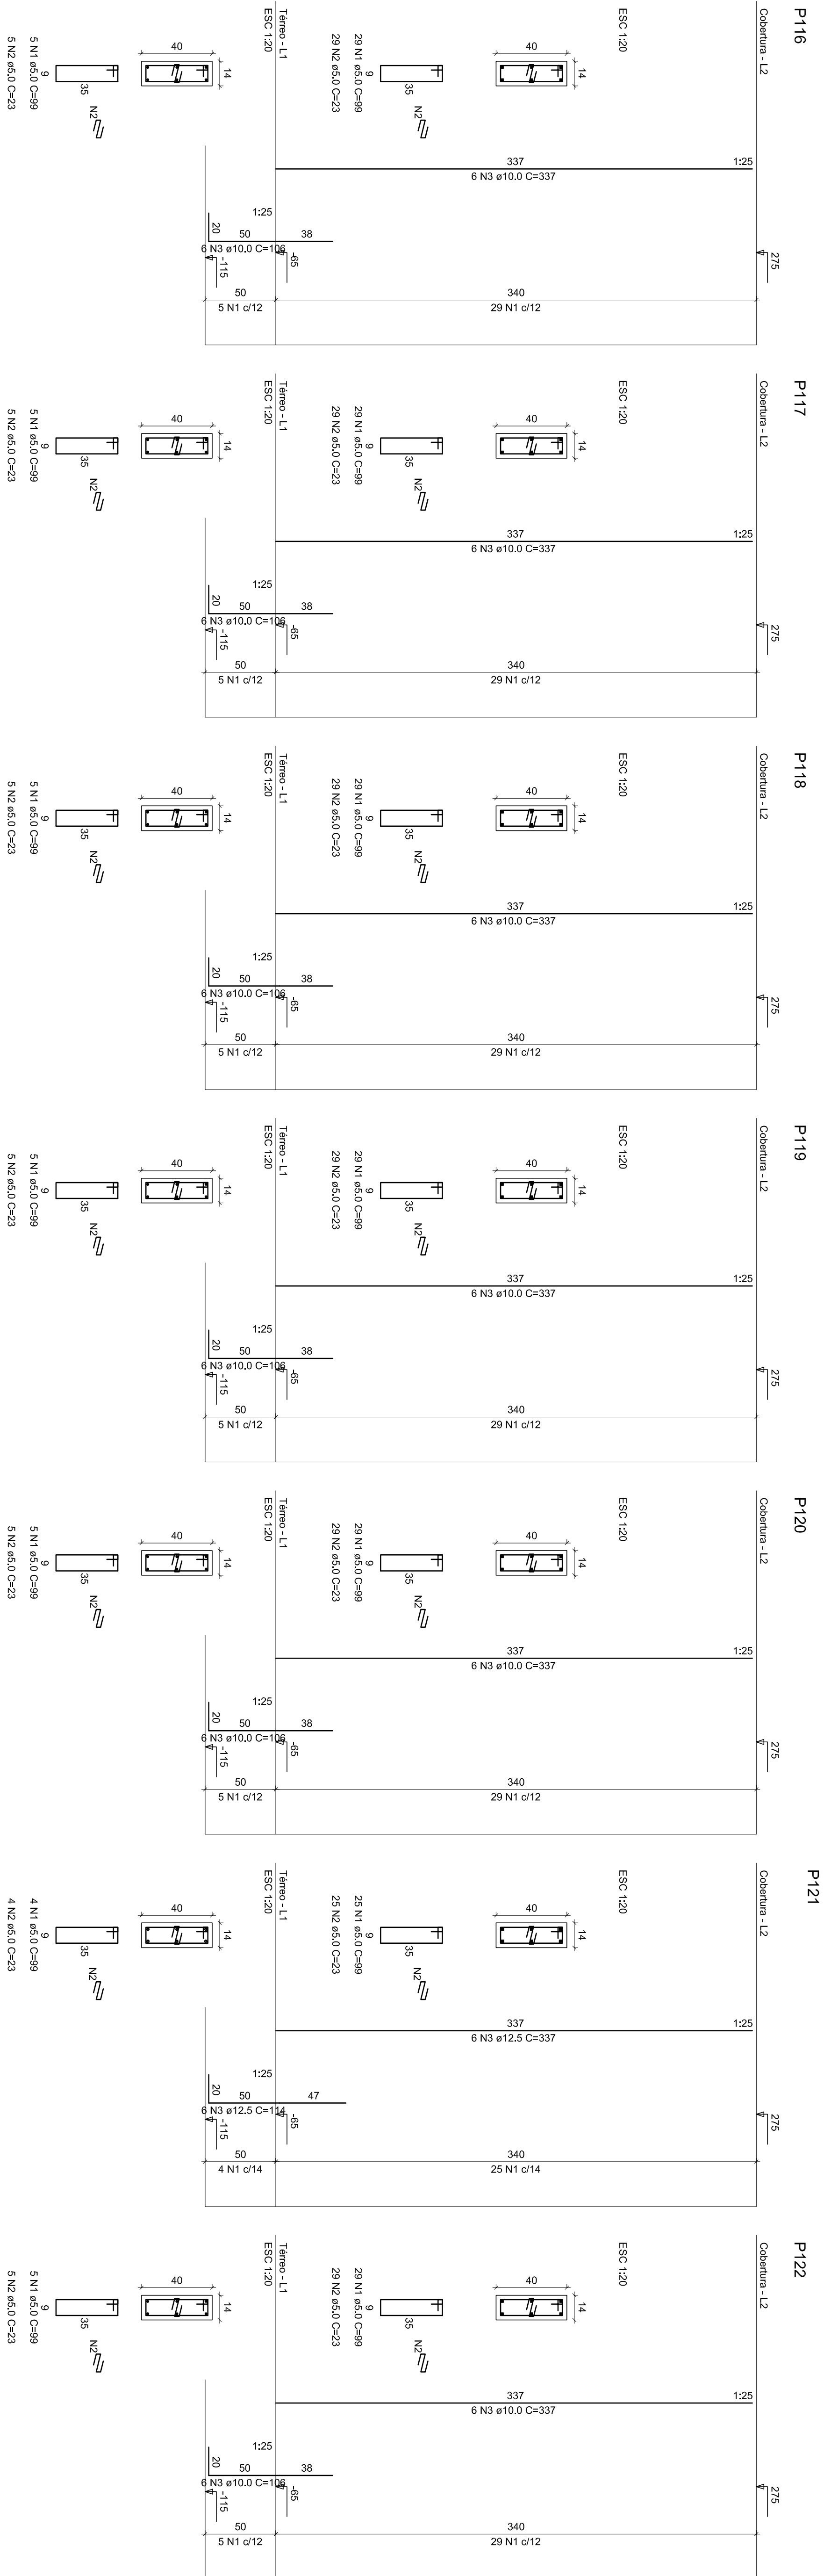 P116
Cobertura - L2
ESC 1:20
40
14
9
35
N2
29 N1 ø5.0 C=99
29 N2 ø5.0 C=23
337
1:25
6 N3 ø10.0 C=337
275
340
29 N1 c/12
Térreo - L1
ESC 1:20
40
14
9
35
N2
5 N1 ø5.0 C=99
5 N2 ø5.0 C=23
1:25
20
50
38
6 N3 ø10.0 C=106
-65
-115
50
5 N1 c/12
P117
Cobertura - L2
ESC 1:20
40
14
9
35
N2
29 N1 ø5.0 C=99
29 N2 ø5.0 C=23
337
1:25
6 N3 ø10.0 C=337
275
340
29 N1 c/12
Térreo - L1
ESC 1:20
40
14
9
35
N2
5 N1 ø5.0 C=99
5 N2 ø5.0 C=23
1:25
20
50
38
6 N3 ø10.0 C=106
-65
-115
50
5 N1 c/12
P118
Cobertura - L2
ESC 1:20
40
14
9
35
N2
29 N1 ø5.0 C=99
29 N2 ø5.0 C=23
337
1:25
6 N3 ø10.0 C=337
275
340
29 N1 c/12
Térreo - L1
ESC 1:20
40
14
9
35
N2
5 N1 ø5.0 C=99
5 N2 ø5.0 C=23
1:25
20
50
38
6 N3 ø10.0 C=106
-65
-115
50
5 N1 c/12
P119
Cobertura - L2
ESC 1:20
40
14
9
35
N2
29 N1 ø5.0 C=99
29 N2 ø5.0 C=23
337
1:25
6 N3 ø10.0 C=337
275
340
29 N1 c/12
Térreo - L1
ESC 1:20
40
14
9
35
N2
5 N1 ø5.0 C=99
5 N2 ø5.0 C=23
1:25
20
50
38
6 N3 ø10.0 C=106
-65
-115
50
5 N1 c/12
P120
Cobertura - L2
ESC 1:20
40
14
9
35
N2
29 N1 ø5.0 C=99
29 N2 ø5.0 C=23
337
1:25
6 N3 ø10.0 C=337
275
340
29 N1 c/12
Térreo - L1
ESC 1:20
40
14
9
35
N2
5 N1 ø5.0 C=99
5 N2 ø5.0 C=23
1:25
20
50
38
6 N3 ø10.0 C=106
-65
-115
50
5 N1 c/12
P121
Cobertura - L2
ESC 1:20
40
14
9
35
N2
25 N1 ø5.0 C=99
25 N2 ø5.0 C=23
337
1:25
6 N3 ø12.5 C=337
275
340
25 N1 c/14
Térreo - L1
ESC 1:20
40
14
9
35
N2
4 N1 ø5.0 C=99
4 N2 ø5.0 C=23
1:25
20
50
47
6 N3 ø12.5 C=114
-65
-115
50
4 N1 c/14
P122
Cobertura - L2
ESC 1:20
40
14
9
35
N2
29 N1 ø5.0 C=99
29 N2 ø5.0 C=23
337
1:25
6 N3 ø10.0 C=337
275
340
29 N1 c/12
Térreo - L1
ESC 1:20
40
14
9
35
N2
5 N1 ø5.0 C=99
5 N2 ø5.0 C=23
1:25
20
50
38
6 N3 ø10.0 C=106
-65
-115
50
5 N1 c/12